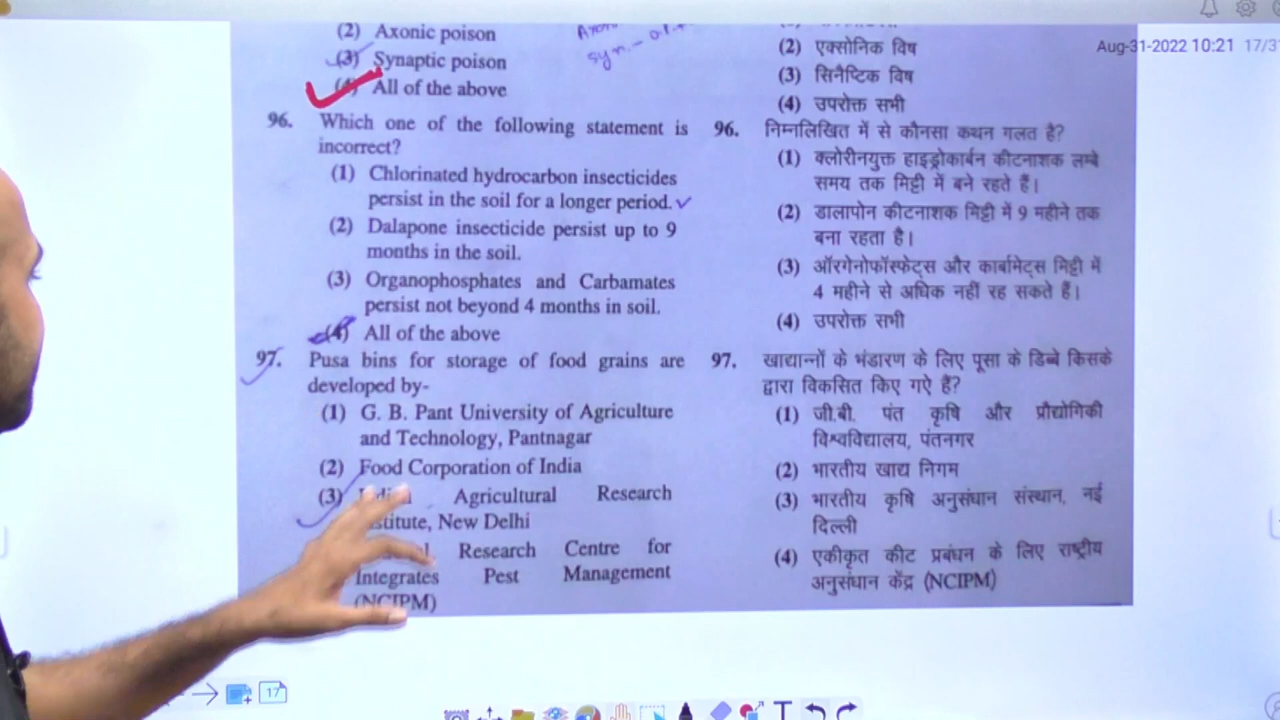 (2) Axonic poison
(3) Synaptic poison
(4) All of the above
96. Which one of the following statement is
incorrect?
(1) Chlorinated hydrocarbon insecticides
persist in the soil for a longer period.
(2) Dalapone insecticide persist up to 9
months in the soil.
(3) Organophosphates and Carbamates
persist not beyond 4 months in soil.
(4) All of the above
97. Pusa bins for storage of food grains are
developed by-
(1) G. B. Pant University of Agriculture
and Technology, Pantnagar
(2) Food Corporation of India
(3) Agricultural Research
New Delhi
Research Centre for
Integrates Pest Management
(NCIPM)
(2) एक्सोनिक विष
(3) सिनैप्टिक विष
(4) उपरोक्त सभी
96. निम्नलिखित में से कौनसा कथन गलत है?
(1) क्लोरीनयुक्त हाइड्रोकार्बन कीटनाशक लम्बे
समय तक मिट्टी में बने रहते हैं।
(2) डालापोन कीटनाशक मिट्टी में 9 महीने तक
बना रहता है।
(3) ऑरगेनोफॉस्फेट्स और कार्बामेट्स मिट्टी में
4 महीने से अधिक नहीं रह सकते हैं।
(4) उपरोक्त सभी
97. खाद्यान्नों के भंडारण के लिए पूसा के डिब्बे किसके
द्वारा विकसित किए गऐ हैं?
(1) जी.बी. पंत कृषि और प्रौद्योगिकी
विश्वविद्यालय, पंतनगर
(2) भारतीय खाद्य निगम
(3) भारतीय कृषि अनुसंधान संस्थान, नई
दिल्ली
(4) एकीकृत कीट प्रबंधन के लिए राष्ट्रीय
अनुसंधान केंद्र (NCIPM)
Aug-31-2022 10:21 17/3
17